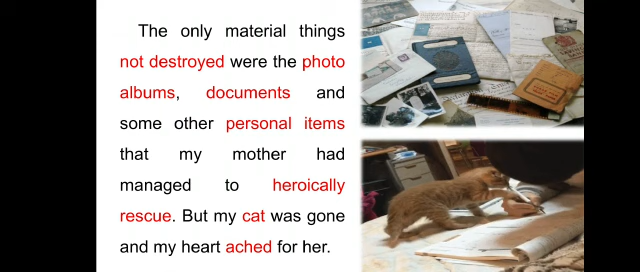 The only material things
not destroyed were the photo
albums, documents and
some other personal items
that my mother had
managed to heroically
rescue. But my cat was gone
and my heart ached for her.